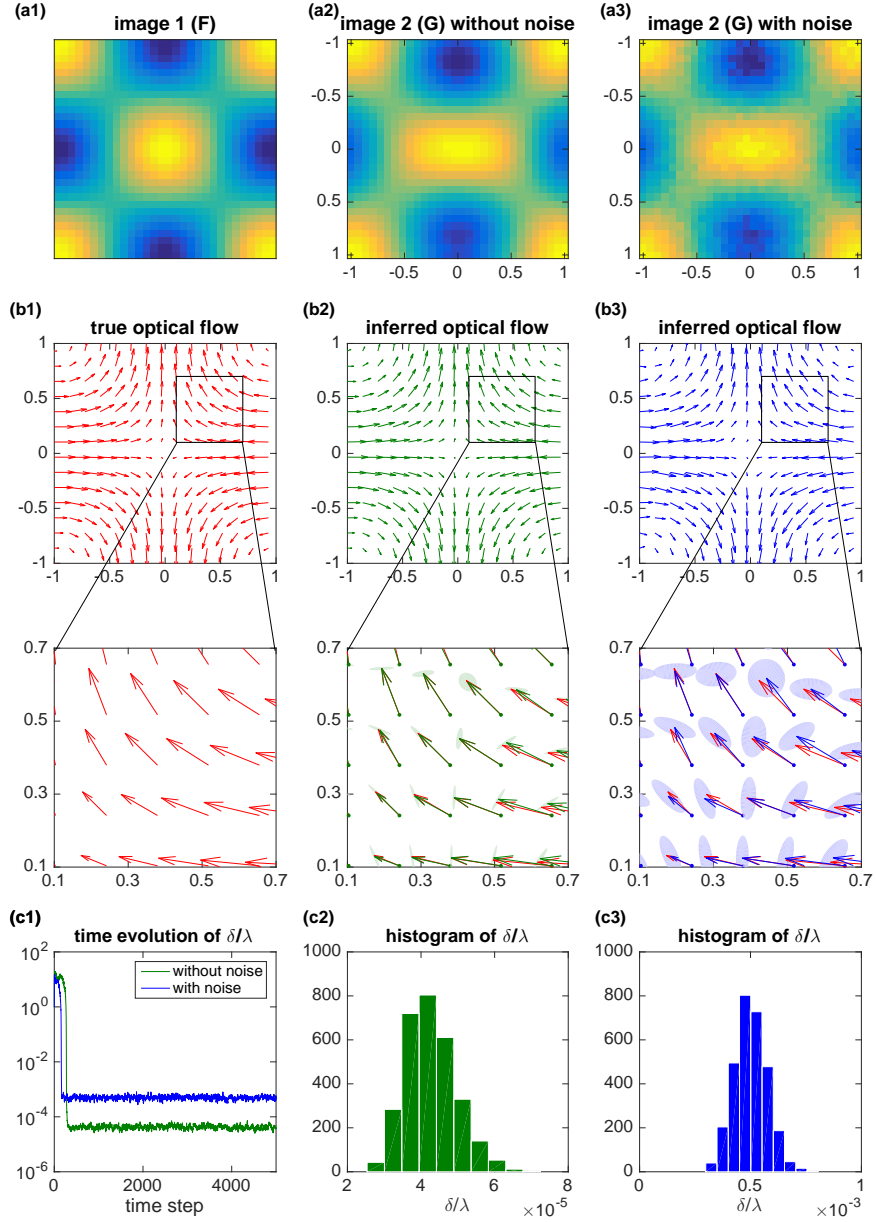 (a1) (a2) (a3)
image 1 (F) image 2 (G) without noise image 2 (G) with noise
-1 -1
-0.5 -0.5
0 0
0.5 0.5
1 1
-1 -0.5 0 0.5 1 -1 -0.5 0 0.5 1
(b1) (b2) (b3)
true optical flow inferred optical flow inferred optical flow
1 1 1
0.5 0.5 0.5
0 0 0
-0.5 -0.5 -0.5
-1 -1 -1
-1 -0.5 0 0.5 1 -1 -0.5 0 0.5 1 -1 -0.5 0 0.5 1
0.7 0.7 0.7
0.5 0.5 0.5
0.3 0.3 0.3
0.1 0.1 0.1
0.1 0.3 0.5 0.7 0.1 0.3 0.5 0.7 0.1 0.3 0.5 0.7
(c1) (c2) (c3)
time evolution of δ/λ histogram of δ/λ histogram of δ/λ
10² 1000 1000
without noise
with noise
10⁰ 800 800
10⁻² 600 600
10⁻⁴ 400 400
200 200
10⁻⁶ 0 0
0 2000 4000 2 4 6 8 0 0.5 1
time step δ/λ ×10⁻⁵ δ/λ ×10⁻³